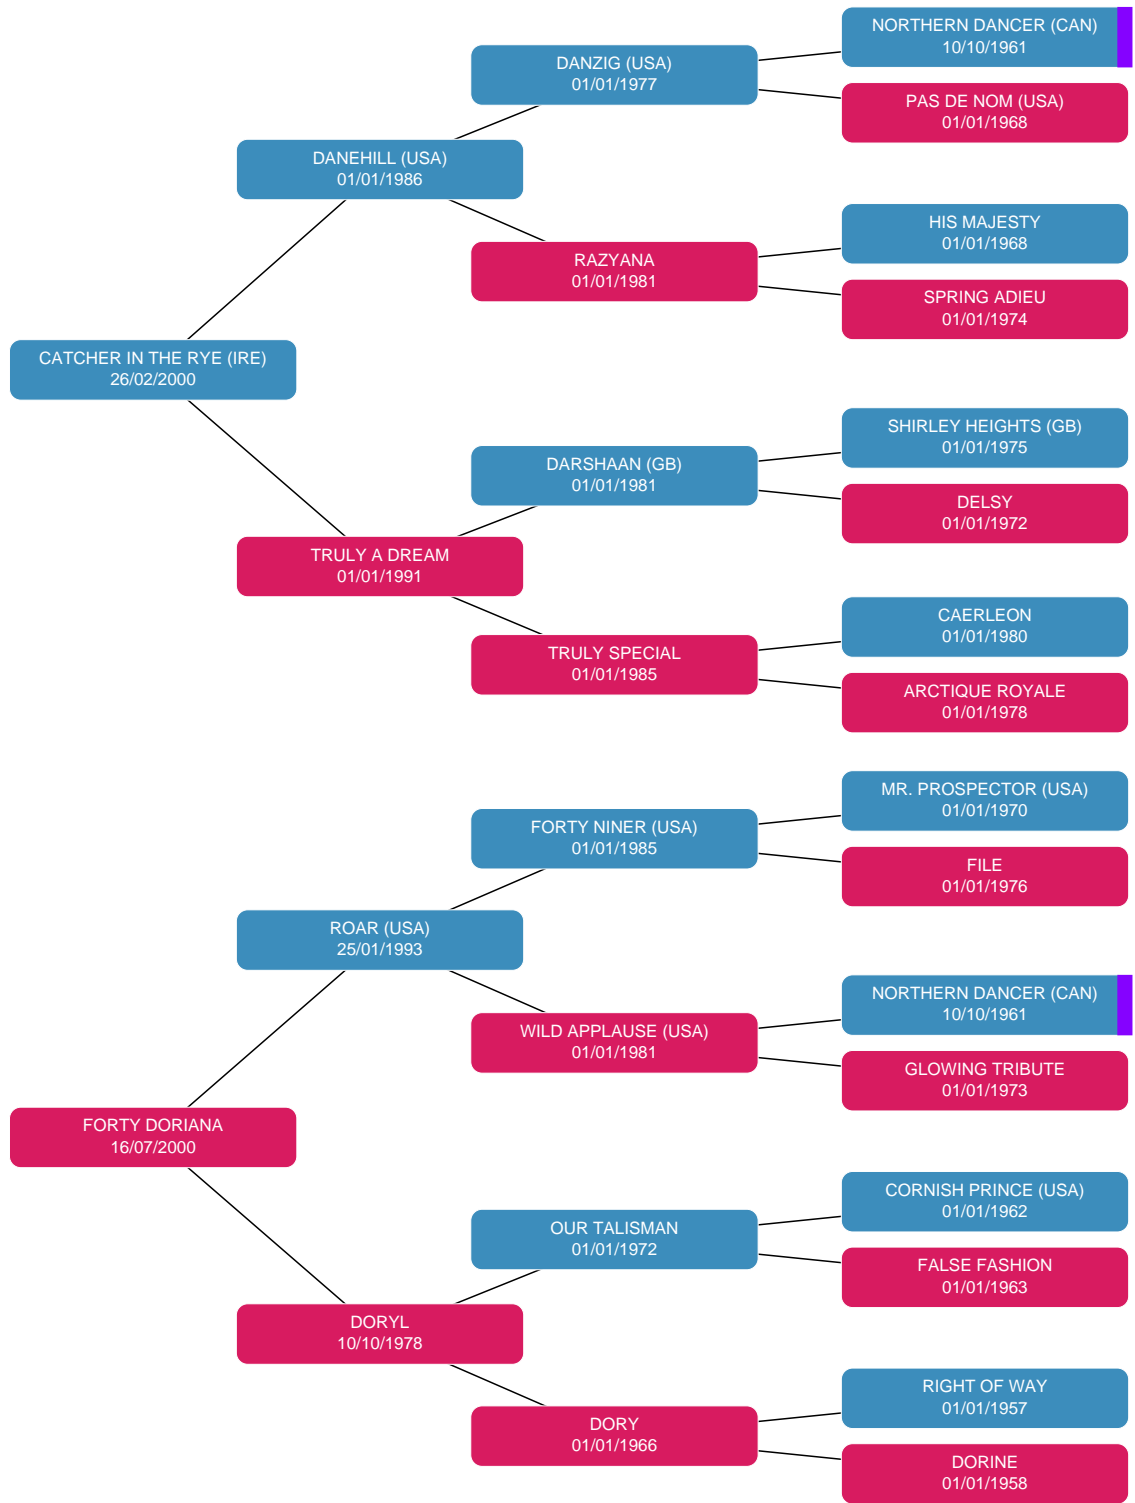 NORTHERN DANCER (CAN)
10/10/1961
DANZIG (USA)
01/01/1977
PAS DE NOM (USA)
01/01/1968
DANEHILL (USA)
01/01/1986
HIS MAJESTY
01/01/1968
RAZYANA
01/01/1981
SPRING ADIEU
01/01/1974
CATCHER IN THE RYE (IRE)
26/02/2000
SHIRLEY HEIGHTS (GB)
01/01/1975
DARSHAAN (GB)
01/01/1981
DELSY
01/01/1972
TRULY A DREAM
01/01/1991
CAERLEON
01/01/1980
TRULY SPECIAL
01/01/1985
ARCTIQUE ROYALE
01/01/1978
MR. PROSPECTOR (USA)
01/01/1970
FORTY NINER (USA)
01/01/1985
FILE
01/01/1976
ROAR (USA)
25/01/1993
NORTHERN DANCER (CAN)
10/10/1961
WILD APPLAUSE (USA)
01/01/1981
GLOWING TRIBUTE
01/01/1973
FORTY DORIANA
16/07/2000
CORNISH PRINCE (USA)
01/01/1962
OUR TALISMAN
01/01/1972
FALSE FASHION
01/01/1963
DORYL
10/10/1978
RIGHT OF WAY
01/01/1957
DORY
01/01/1966
DORINE
01/01/1958